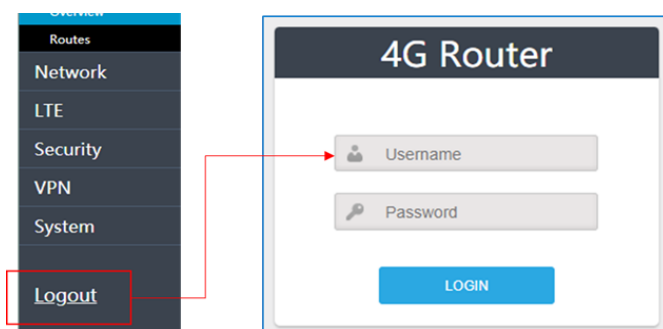 Overview
Routes
Network
LTE
Security
VPN
System
Logout
4G Router
Username
Password
LOGIN